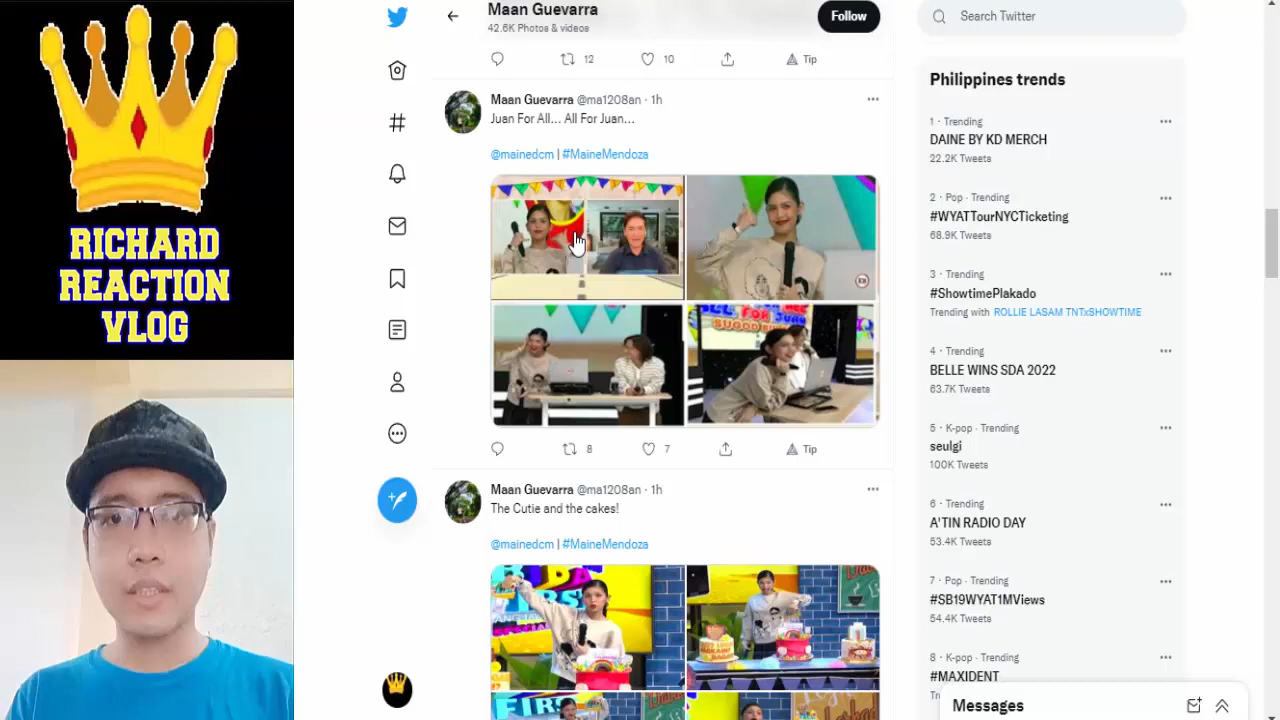 RICHARD
REACTION
VLOG
Maan Guevarra
42.6K Photos & videos
Follow
12
10
Tip
Maan Guevarra @ma1208an · 1h
Juan For All... All For Juan...
@mainedcm | #MaineMendoza
ALL FOR JUAN
8
7
Tip
Maan Guevarra @ma1208an · 1h
The Cutie and the cakes!
@mainedcm | #MaineMendoza
Search Twitter
Philippines trends
1 · Trending
DAINE BY KD MERCH
22.2K Tweets
2 · Pop · Trending
#WYATTourNYCTicketing
68.9K Tweets
3 · Trending
#ShowtimePlakado
Trending with ROLLIE LASAM TNTxSHOWTIME
4 · Trending
BELLE WINS SDA 2022
63.7K Tweets
5 · K-pop · Trending
seulgi
100K Tweets
6 · Trending
A'TIN RADIO DAY
53.4K Tweets
7 · Pop · Trending
#SB19WYAT1MViews
54.4K Tweets
8 · K-pop · Trending
#MAXIDENT
Messages